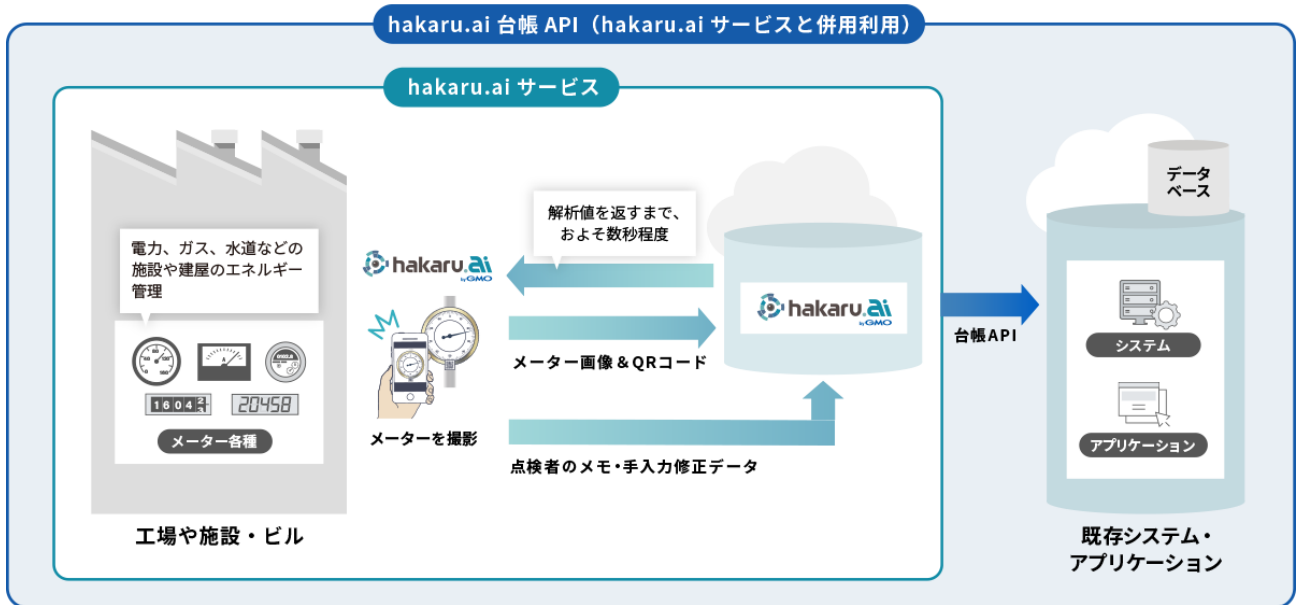 hakaru.ai 台帳 API（hakaru.ai サービスと併用利用）
hakaru.ai サービス
電力、ガス、水道などの
施設や建屋のエネルギー
管理
16042
20458
メーター各種
工場や施設・ビル
hakaru.ai
by GMO
メーターを撮影
解析値を返すまで、
およそ数秒程度
メーター画像＆QRコード
点検者のメモ・手入力修正データ
hakaru.ai
by GMO
台帳API
データ
ベース
システム
アプリケーション
既存システム・
アプリケーション